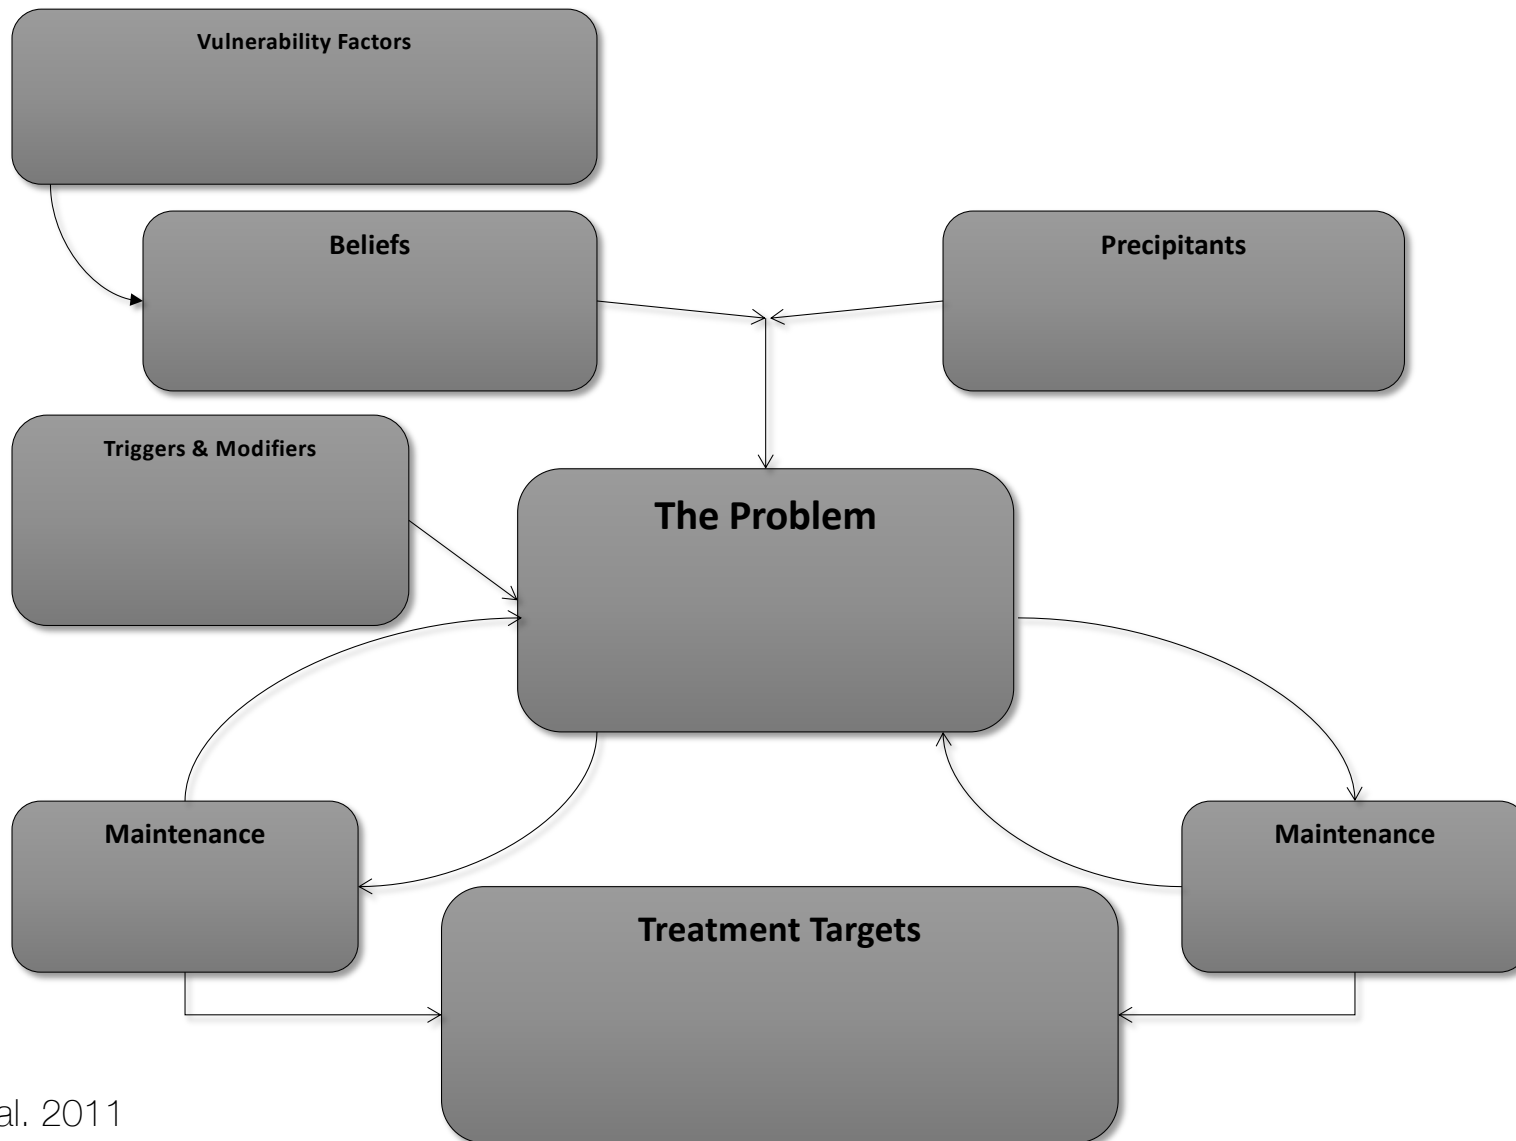 Vulnerability Factors
Beliefs
Precipitants
Triggers & Modifiers
The Problem
Maintenance
Maintenance
Treatment Targets
al. 2011